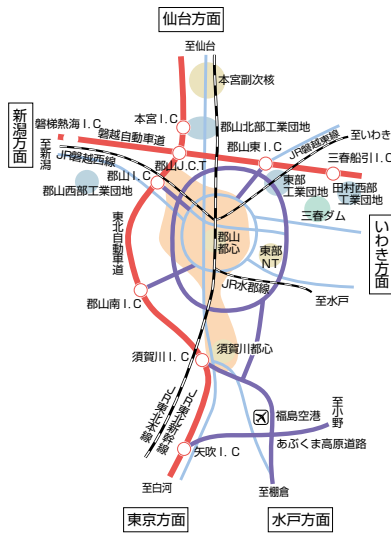 仙台方面
至仙台
本宮副次核
新潟方面
磐梯熱海I.C
本宮I.C
磐越自動車道
郡山北部工業団地
至新潟
JR磐越西線
郡山J.C.T
郡山東I.C
JR磐越東線
至いわき
三春船引I.C
郡山I.C
郡山西部工業団地
東部
工業団地
田村西部
工業団地
三春ダム
いわき方面
東北自動車道
郡山
都心
東部
NT
JR水郡線
至水戸
郡山南I.C
須賀川I.C
須賀川都心
JR東北新幹線
JR東北本線
福島空港
至小野
あぶくま高原道路
矢吹I.C
至白河
至棚倉
東京方面
水戸方面